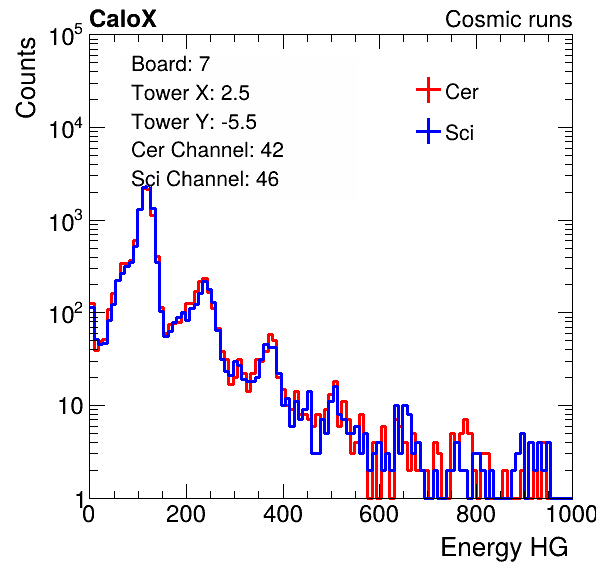 CaloX Cosmic runs
Counts
10^5
10^4
10^3
10^2
10
1
Board: 7
Tower X: 2.5
Tower Y: -5.5
Cer Channel: 42
Sci Channel: 46
Cer
Sci
0 200 400 600 800 1000
Energy HG